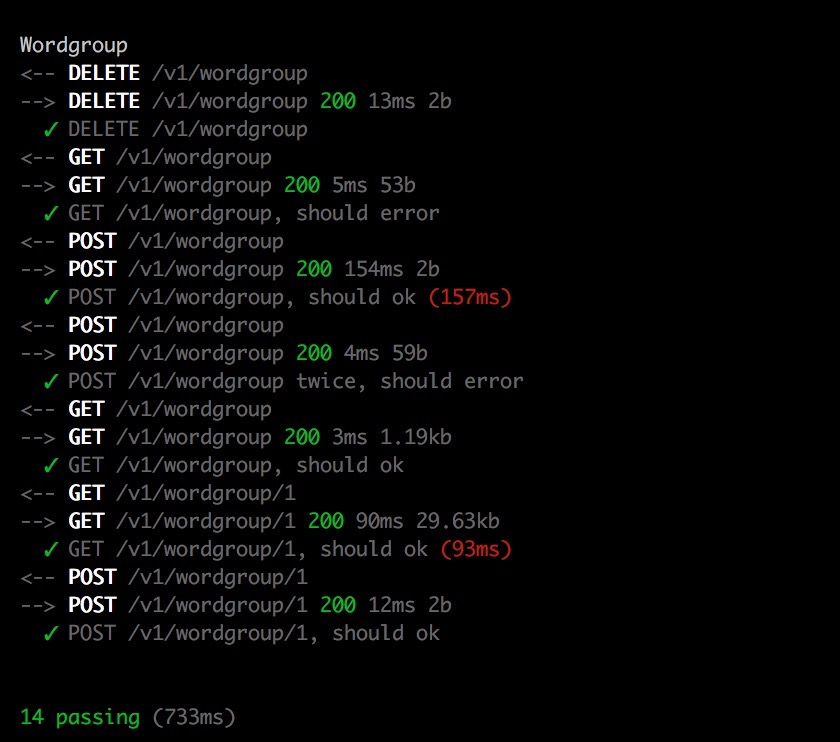 Wordgroup
<-- DELETE /v1/wordgroup
--> DELETE /v1/wordgroup 200 13ms 2b
✓ DELETE /v1/wordgroup
<-- GET /v1/wordgroup
--> GET /v1/wordgroup 200 5ms 53b
✓ GET /v1/wordgroup, should error
<-- POST /v1/wordgroup
--> POST /v1/wordgroup 200 154ms 2b
✓ POST /v1/wordgroup, should ok (157ms)
<-- POST /v1/wordgroup
--> POST /v1/wordgroup 200 4ms 59b
✓ POST /v1/wordgroup twice, should error
<-- GET /v1/wordgroup
--> GET /v1/wordgroup 200 3ms 1.19kb
✓ GET /v1/wordgroup, should ok
<-- GET /v1/wordgroup/1
--> GET /v1/wordgroup/1 200 90ms 29.63kb
✓ GET /v1/wordgroup/1, should ok (93ms)
<-- POST /v1/wordgroup/1
--> POST /v1/wordgroup/1 200 12ms 2b
✓ POST /v1/wordgroup/1, should ok
14 passing (733ms)